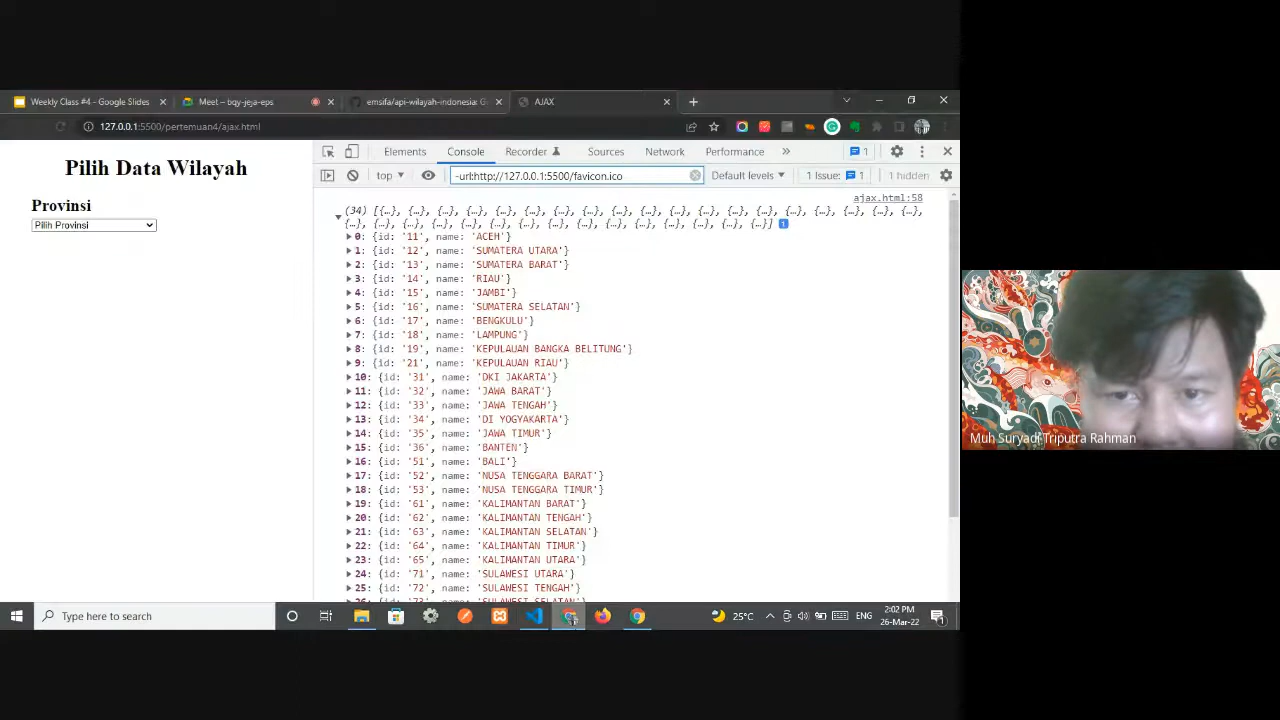 Weekly Class #4 - Google Slides
Meet – bqy-jeja-eps
emsifa/api-wilayah-indonesia: G
AJAX
127.0.0.1:5500/pertemuan4/ajax.html
Pilih Data Wilayah
Provinsi
Pilih Provinsi
Elements Console Recorder Sources Network Performance
1
top
-url:http://127.0.0.1:5500/favicon.ico
Default levels
1 Issue: 1
1 hidden
ajax.html:58
(34) [{…}, {…}, {…}, {…}, {…}, {…}, {…}, {…}, {…}, {…}, {…}, {…}, {…}, {…}, {…}, {…}, {…}, {…}, {…},
{…}, {…}, {…}, {…}, {…}, {…}, {…}, {…}, {…}, {…}, {…}, {…}, {…}, {…}, {…}] i
0: {id: '11', name: 'ACEH'}
1: {id: '12', name: 'SUMATERA UTARA'}
2: {id: '13', name: 'SUMATERA BARAT'}
3: {id: '14', name: 'RIAU'}
4: {id: '15', name: 'JAMBI'}
5: {id: '16', name: 'SUMATERA SELATAN'}
6: {id: '17', name: 'BENGKULU'}
7: {id: '18', name: 'LAMPUNG'}
8: {id: '19', name: 'KEPULAUAN BANGKA BELITUNG'}
9: {id: '21', name: 'KEPULAUAN RIAU'}
10: {id: '31', name: 'DKI JAKARTA'}
11: {id: '32', name: 'JAWA BARAT'}
12: {id: '33', name: 'JAWA TENGAH'}
13: {id: '34', name: 'DI YOGYAKARTA'}
14: {id: '35', name: 'JAWA TIMUR'}
15: {id: '36', name: 'BANTEN'}
16: {id: '51', name: 'BALI'}
17: {id: '52', name: 'NUSA TENGGARA BARAT'}
18: {id: '53', name: 'NUSA TENGGARA TIMUR'}
19: {id: '61', name: 'KALIMANTAN BARAT'}
20: {id: '62', name: 'KALIMANTAN TENGAH'}
21: {id: '63', name: 'KALIMANTAN SELATAN'}
22: {id: '64', name: 'KALIMANTAN TIMUR'}
23: {id: '65', name: 'KALIMANTAN UTARA'}
24: {id: '71', name: 'SULAWESI UTARA'}
25: {id: '72', name: 'SULAWESI TENGAH'}
26: {id: '73', name: 'SULAWESI SELATAN'}
Muh Suryadi Triputra Rahman
Type here to search
25°C
ENG
2:02 PM
26-Mar-22
1